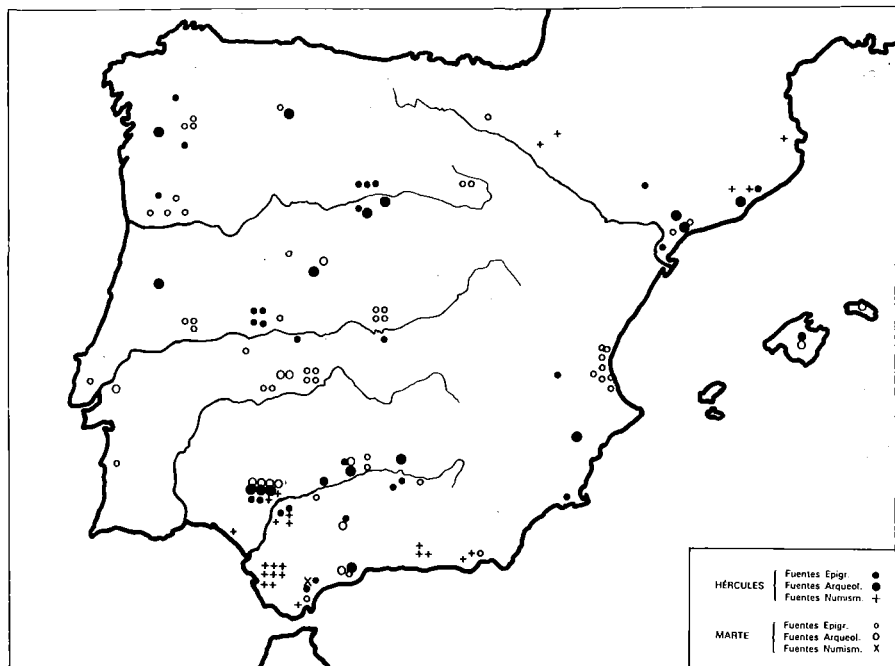 HÉRCULES
Fuentes Epigr.
Fuentes Arqueol.
Fuentes Numism.
MARTE
Fuentes Epigr.
Fuentes Arqueol.
Fuentes Numism.